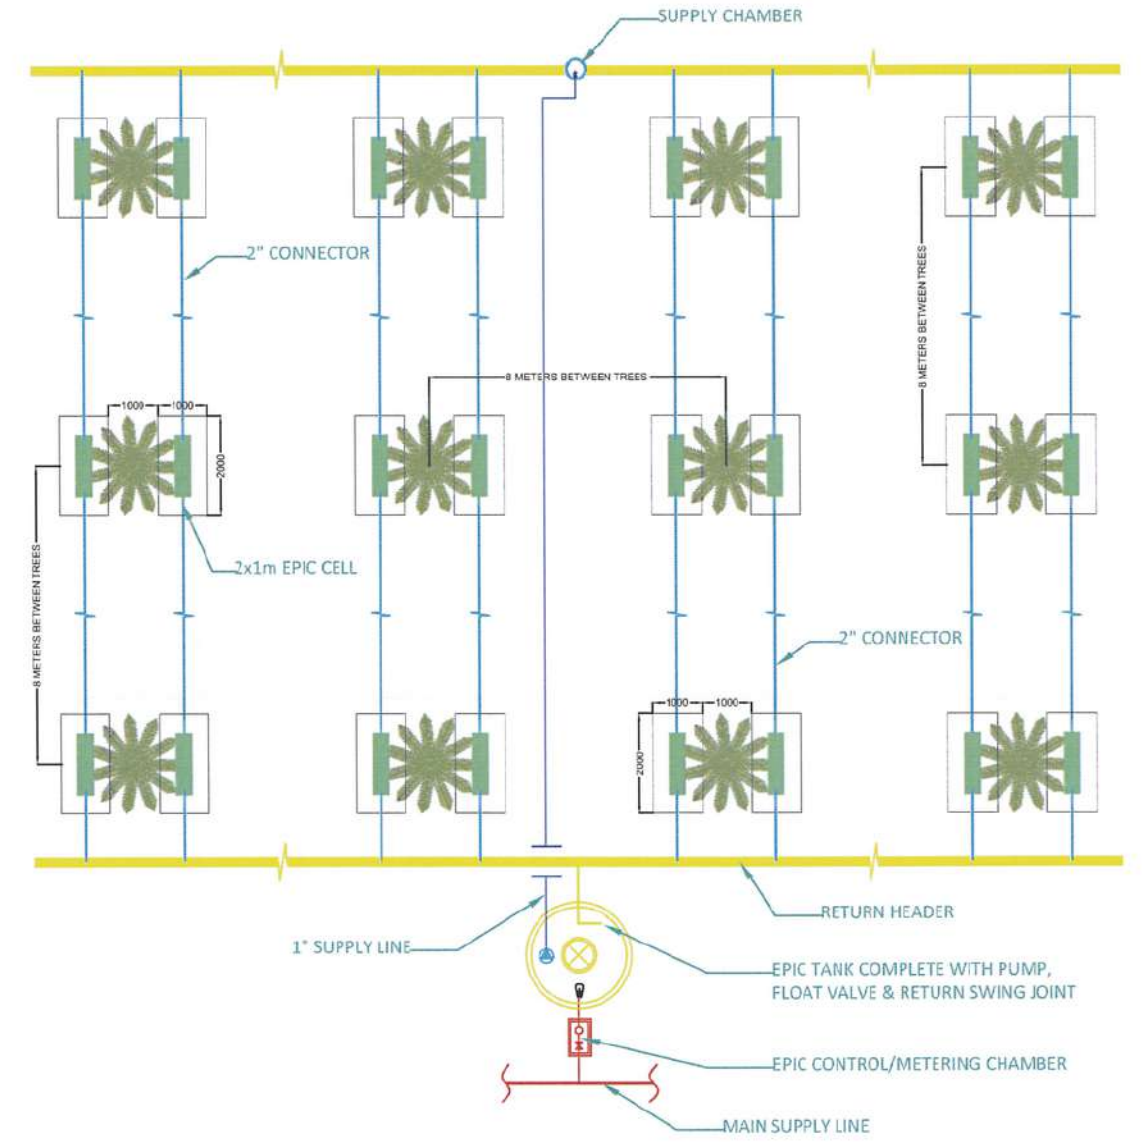 SUPPLY CHAMBER
2" CONNECTOR
8 METERS BETWEEN TREES
8 METERS BETWEEN TREES
1000
1000
2000
8 METERS BETWEEN TREES
2x1m EPIC CELL
2" CONNECTOR
1000
1000
2000
RETURN HEADER
1" SUPPLY LINE
EPIC TANK COMPLETE WITH PUMP,
FLOAT VALVE & RETURN SWING JOINT
EPIC CONTROL/METERING CHAMBER
MAIN SUPPLY LINE